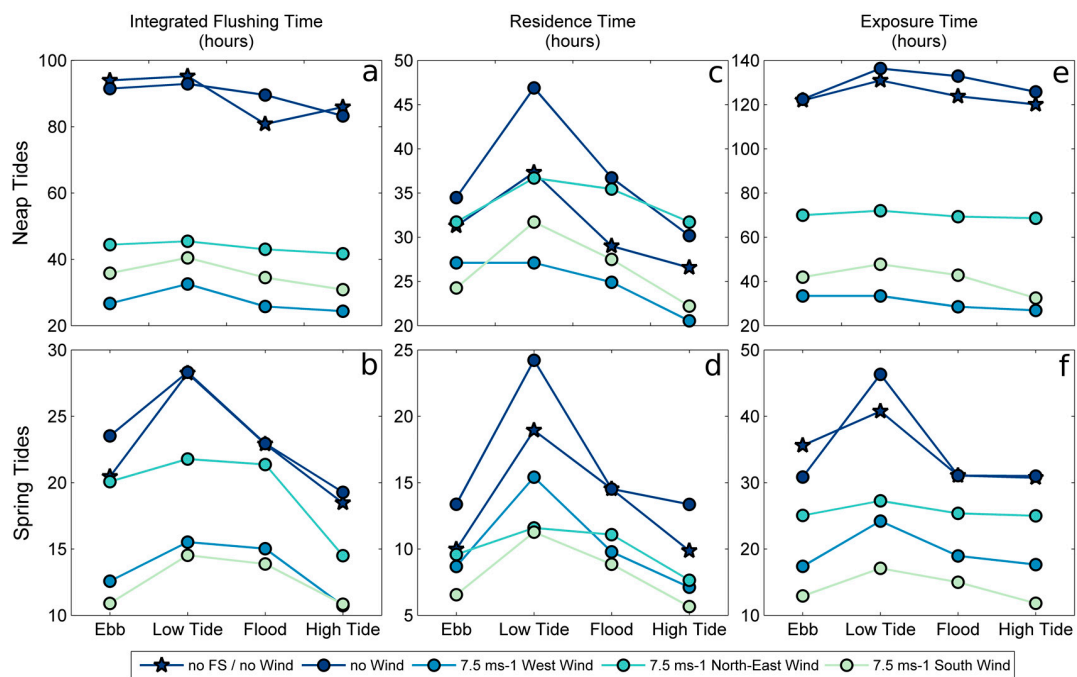 Integrated Flushing Time
(hours)
Residence Time
(hours)
Exposure Time
(hours)
Neap Tides
100
80
60
40
20
a
50
45
40
35
30
25
20
c
140
120
100
80
60
40
20
e
Spring Tides
30
25
20
15
10
b
25
20
15
10
5
d
50
40
30
20
10
f
Ebb Low Tide Flood High Tide
Ebb Low Tide Flood High Tide
Ebb Low Tide Flood High Tide
no FS / no Wind no Wind 7.5 ms-1 West Wind 7.5 ms-1 North-East Wind 7.5 ms-1 South Wind